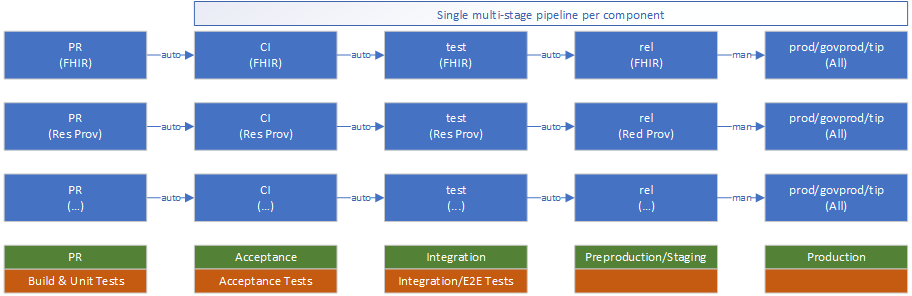 Single multi-stage pipeline per component
PR
(FHIR)
auto
CI
(FHIR)
auto
test
(FHIR)
auto
rel
(FHIR)
man
prod/govprod/tip
(All)
PR
(Res Prov)
auto
CI
(Res Prov)
auto
test
(Res Prov)
auto
rel
(Red Prov)
man
prod/govprod/tip
(All)
PR
(...)
auto
CI
(...)
auto
test
(...)
auto
rel
(...)
man
prod/govprod/tip
(All)
PR
Acceptance
Integration
Preproduction/Staging
Production
Build & Unit Tests
Acceptance Tests
Integration/E2E Tests